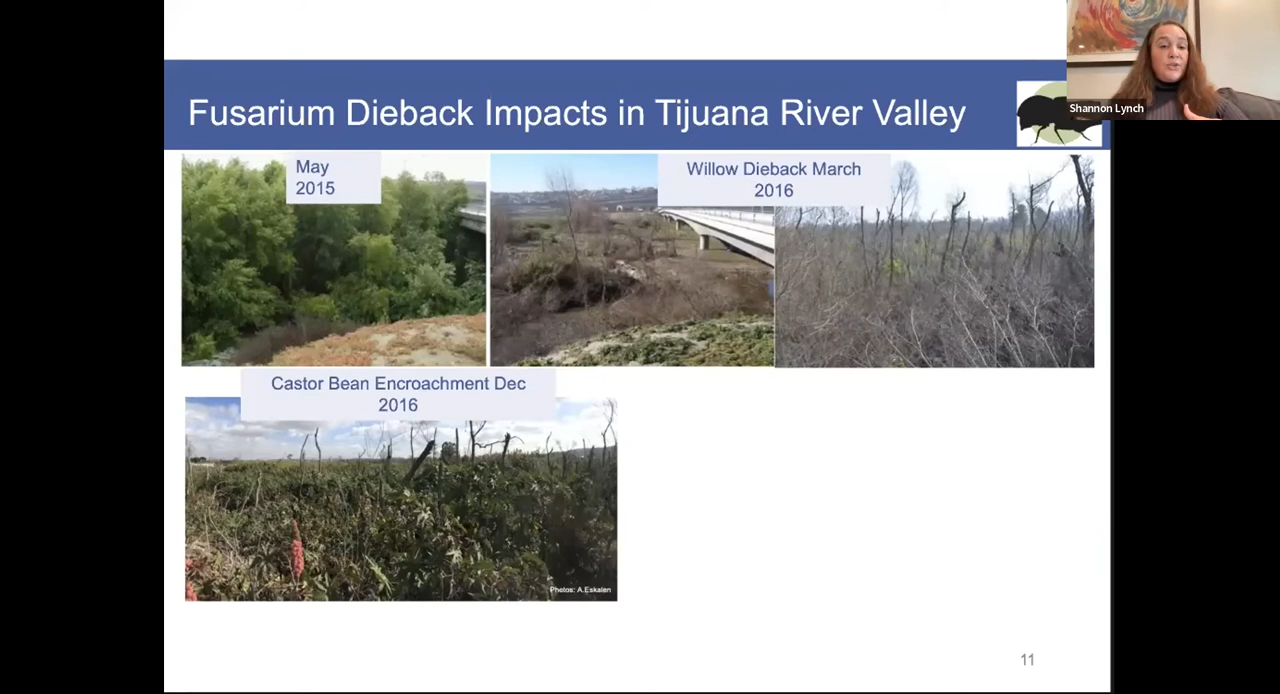 Shannon Lynch
Fusarium Dieback Impacts in Tijuana River Valley
May
2015
Willow Dieback March
2016
Castor Bean Encroachment Dec
2016
Photos: A.Eskalen
11